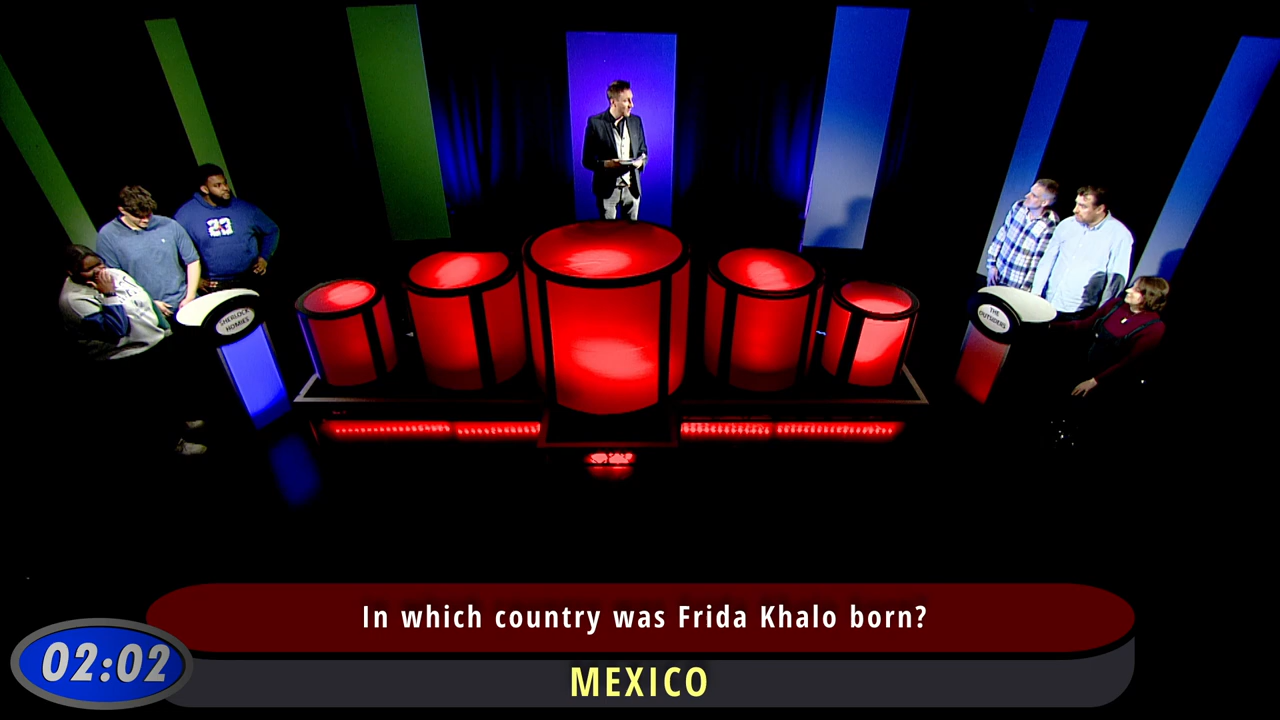 23
SHERLOCK
HOMIES
THE
OUTSIDERS
In which country was Frida Khalo born?
02:02
MEXICO